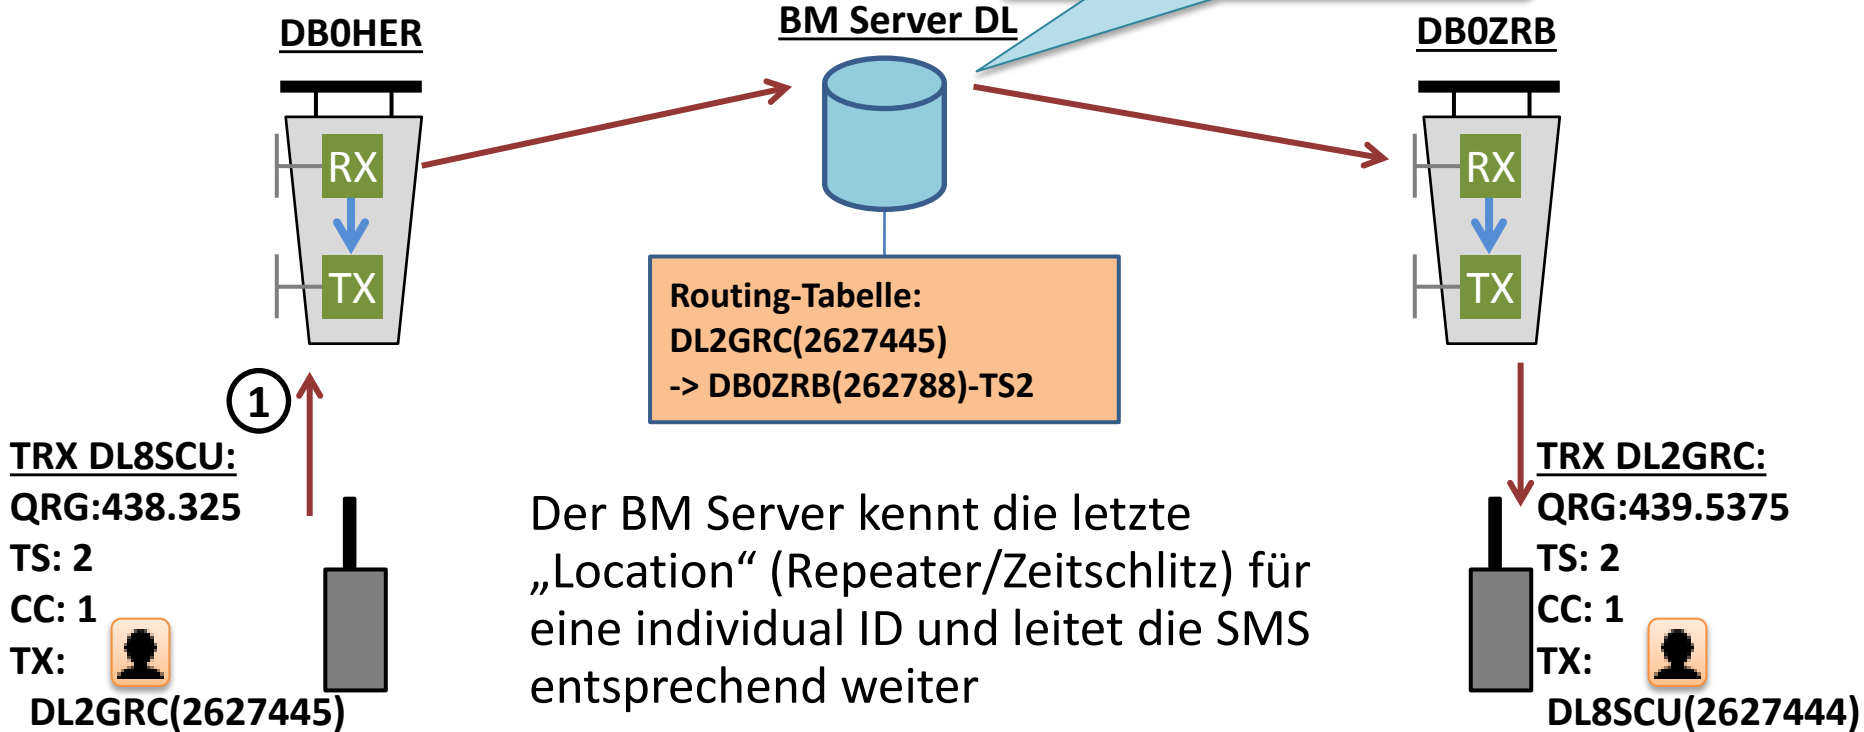 DB0HER
BM Server DL
DB0ZRB
RX
TX
RX
TX
Routing-Tabelle:
DL2GRC(2627445)
-> DB0ZRB(262788)-TS2
1
TRX DL8SCU:
QRG:438.325
TS: 2
CC: 1
TX:
DL2GRC(2627445)
Der BM Server kennt die letzte
„Location“ (Repeater/Zeitschlitz) für
eine individual ID und leitet die SMS
entsprechend weiter
TRX DL2GRC:
QRG:439.5375
TS: 2
CC: 1
TX:
DL8SCU(2627444)